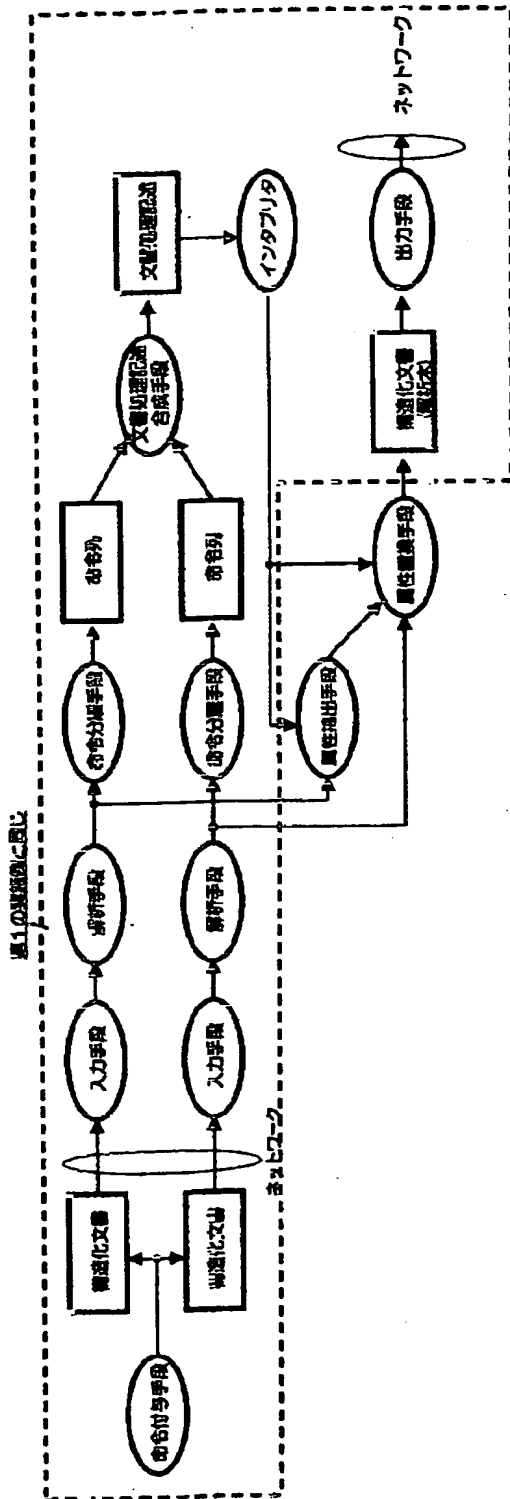 第1の実施例に同じ
命令付与手段
構造化文書
構造化文書
ネットワーク
入力手段
入力手段
解析手段
解析手段
命令分離手段
命令分離手段
命令列
命令列
文書処理記述
合成手段
文書処理記述
インタプリタ
属性抽出手段
属性置換手段
構造化文書
(解析木)
出力手段
ネットワーク